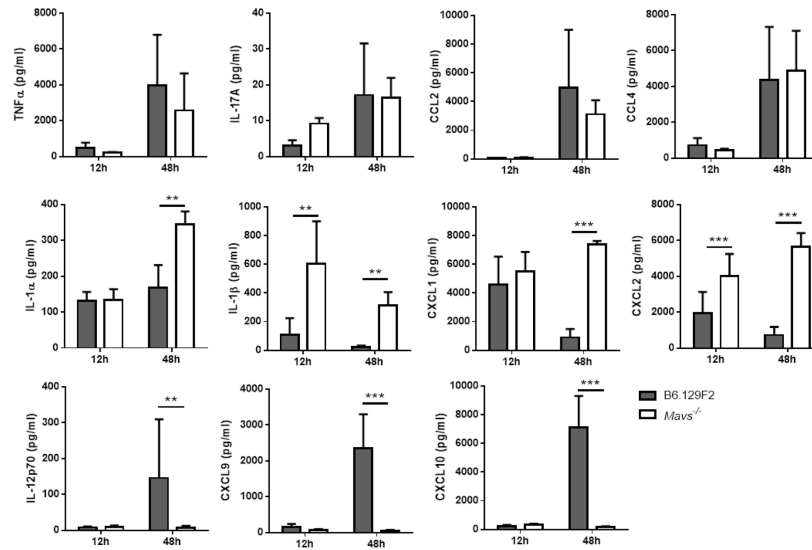 TNFα (pg/ml)
8000
6000
4000
2000
0
12h
48h
IL-17A (pg/ml)
40
30
20
10
0
12h
48h
CCL2 (pg/ml)
10000
8000
6000
4000
2000
0
12h
48h
CCL4 (pg/ml)
8000
6000
4000
2000
0
12h
48h
IL-1α (pg/ml)
400
300
200
100
0
**
12h
48h
IL-1β (pg/ml)
1000
800
600
400
200
0
**
**
12h
48h
CXCL1 (pg/ml)
10000
8000
6000
4000
2000
0
***
12h
48h
CXCL2 (pg/ml)
8000
6000
4000
2000
0
***
***
12h
48h
IL-12p70 (pg/ml)
400
300
200
100
0
**
12h
48h
CXCL9 (pg/ml)
4000
3000
2000
1000
0
***
12h
48h
CXCL10 (pg/ml)
10000
8000
6000
4000
2000
0
***
12h
48h
B6.129F2
Mavs-/-